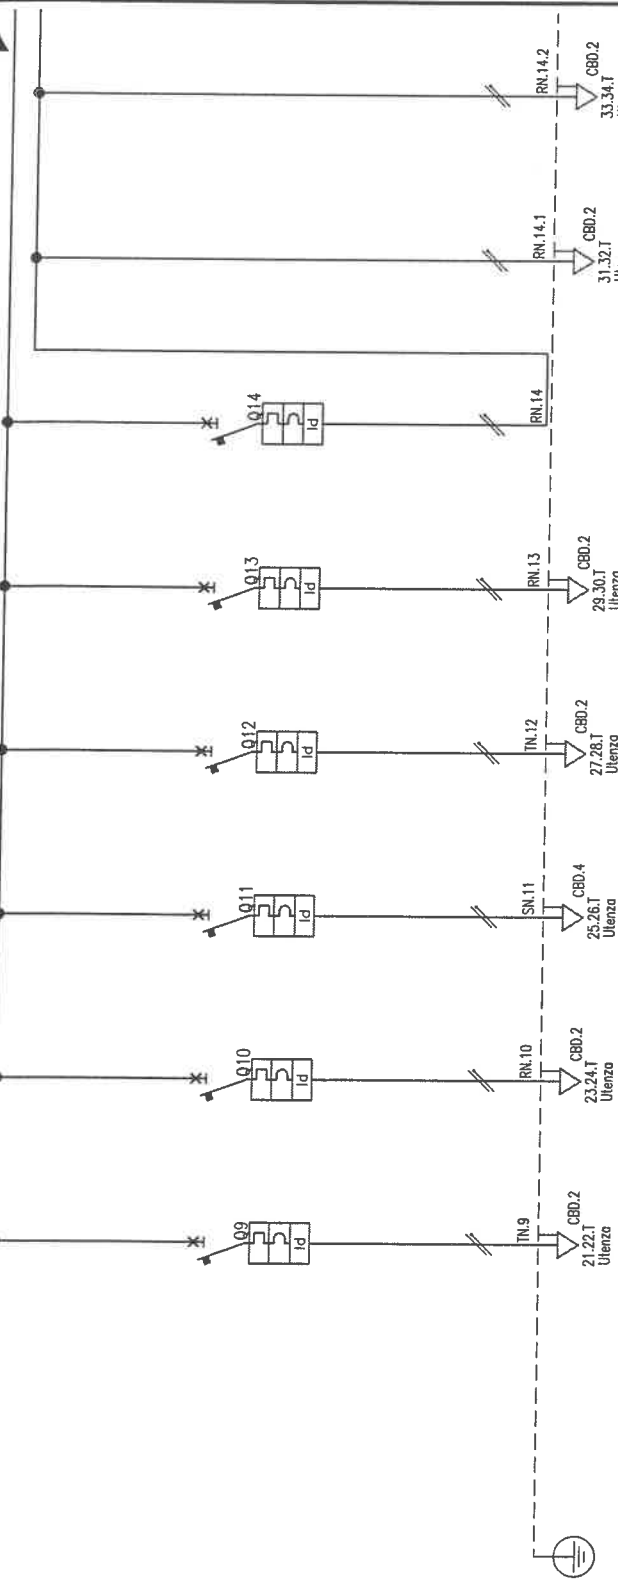 RN.14.2
CBD.2
33.34.T
RN.14.1
CBD.2
31.32.T
Q14
Id
RN.14
Q13
Id
RN.13
CBD.2
29.30.T
Utenza
Q12
Id
TN.12
CBD.2
27.28.T
Utenza
Q11
Id
SN.11
CBD.4
25.26.T
Utenza
Q10
Id
RN.10
CBD.2
23.24.T
Utenza
Q9
Id
TN.9
CBD.2
21.22.T
Utenza